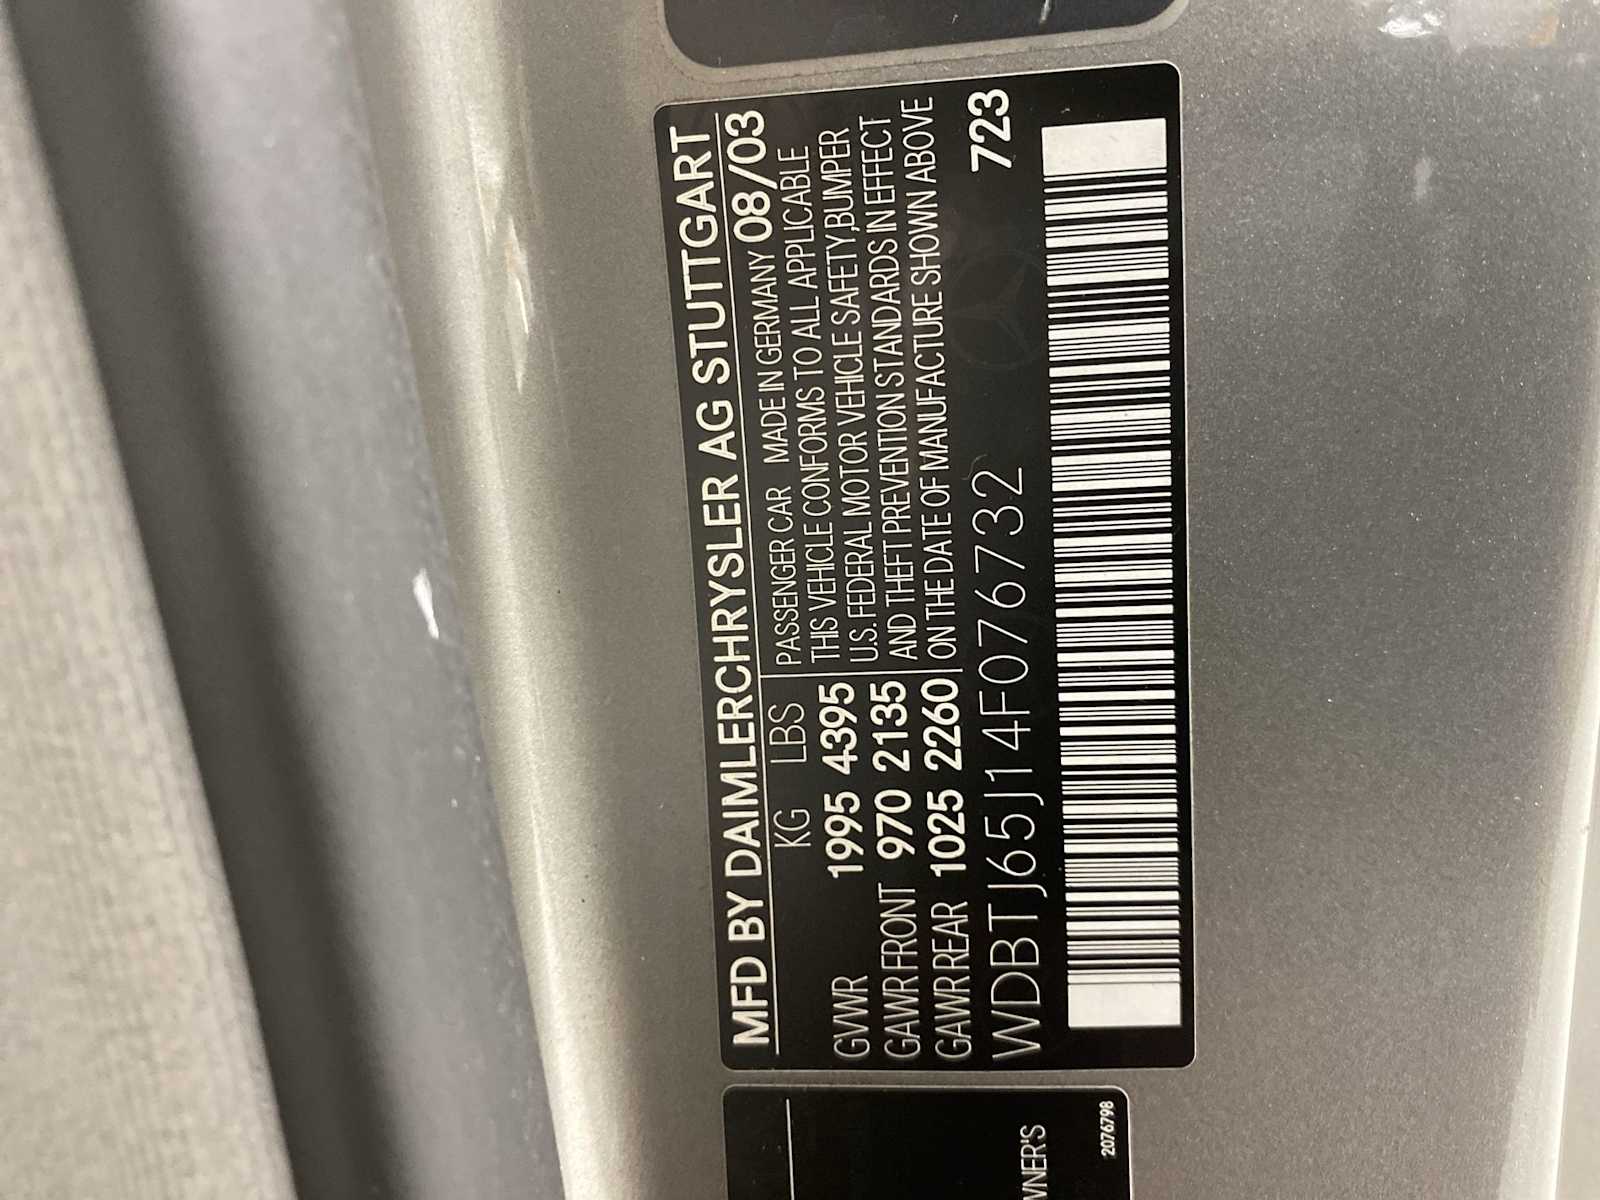 MFD BY DAIMLERCHRYSLER AG STUTTGART
KG LBS PASSENGER CAR MADE IN GERMANY 08/03
THIS VEHICLE CONFORMS TO ALL APPLICABLE
GVWR 1995 4395 U.S. FEDERAL MOTOR VEHICLE SAFETY,BUMPER
GAWR FRONT 970 2135 AND THEFT PREVENTION STANDARDS IN EFFECT
GAWR REAR 1025 2260 ON THE DATE OF MANUFACTURE SHOWN ABOVE
WDBTJ65J14F076732 723
2076798